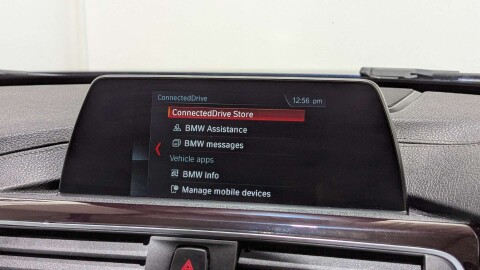 ConnectedDrive
12:56 pm
ConnectedDrive Store
BMW Assistance
BMW messages
Vehicle apps
BMW Info
Manage mobile devices